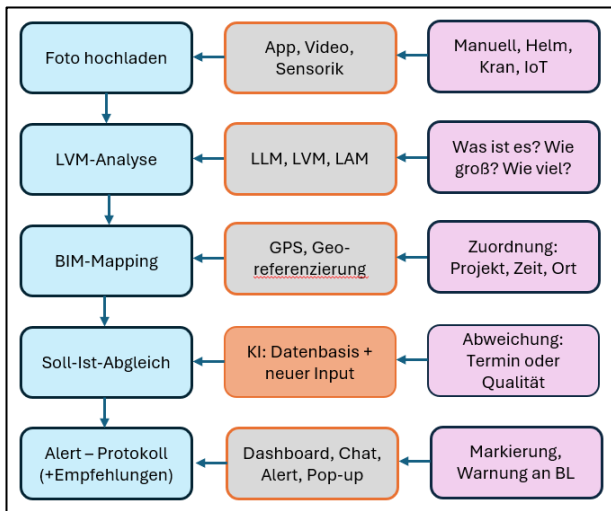 Foto hochladen
App, Video,
Sensorik
Manuell, Helm,
Kran, IoT
LVM-Analyse
LLM, LVM, LAM
Was ist es? Wie
groß? Wie viel?
BIM-Mapping
GPS, Geo-
referenzierung
Zuordnung:
Projekt, Zeit, Ort
Soll-Ist-Abgleich
KI: Datenbasis +
neuer Input
Abweichung:
Termin oder
Qualität
Alert – Protokoll
(+Empfehlungen)
Dashboard, Chat,
Alert, Pop-up
Markierung,
Warnung an BL